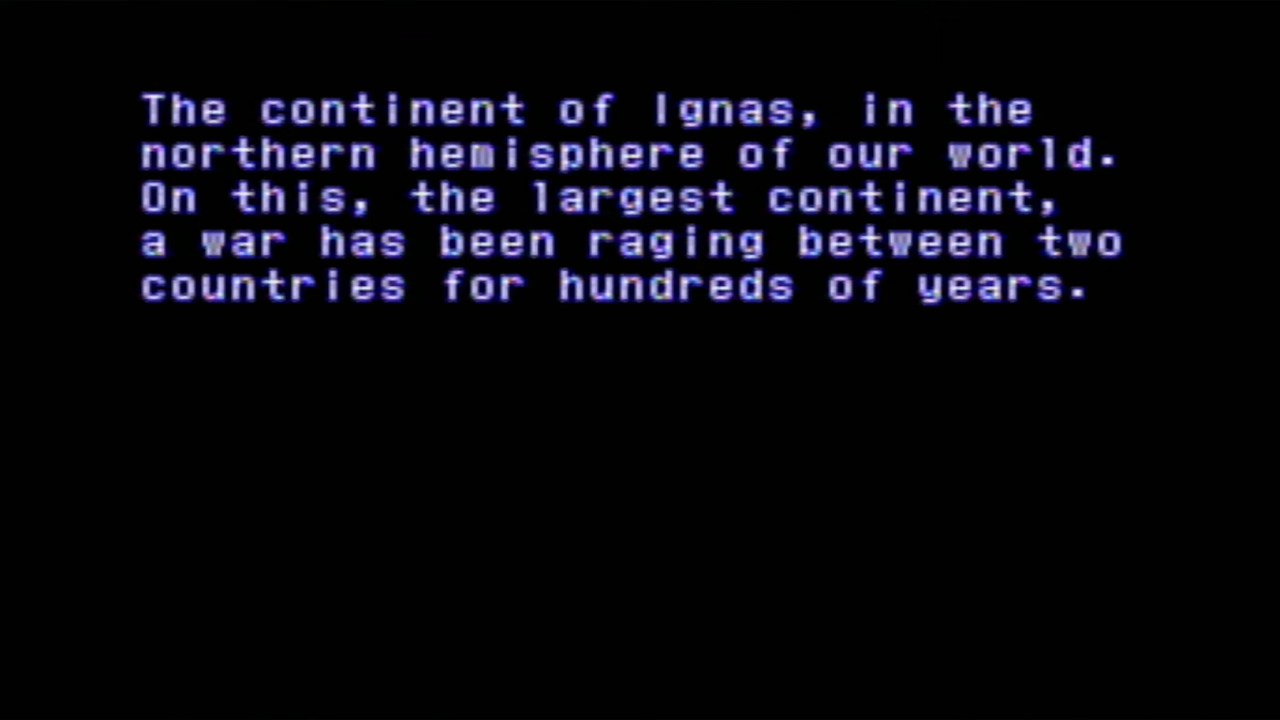 The continent of Ignas, in the
northern hemisphere of our world.
On this, the largest continent,
a war has been raging between two
countries for hundreds of years.